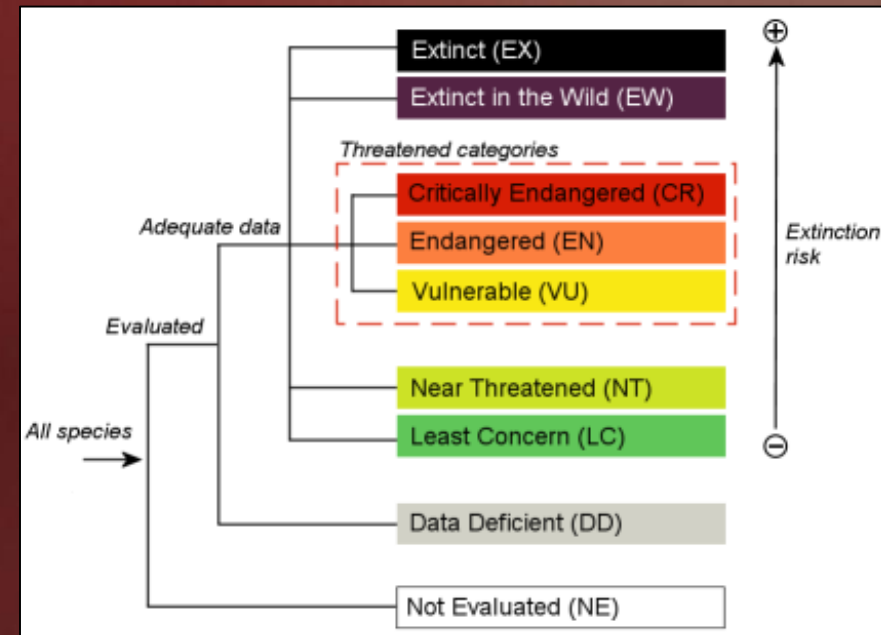 Extinct (EX)
Extinct in the Wild (EW)
Threatened categories
Critically Endangered (CR)
Adequate data
Endangered (EN)
Extinction
risk
Vulnerable (VU)
Evaluated
Near Threatened (NT)
All species
Least Concern (LC)
Data Deficient (DD)
Not Evaluated (NE)